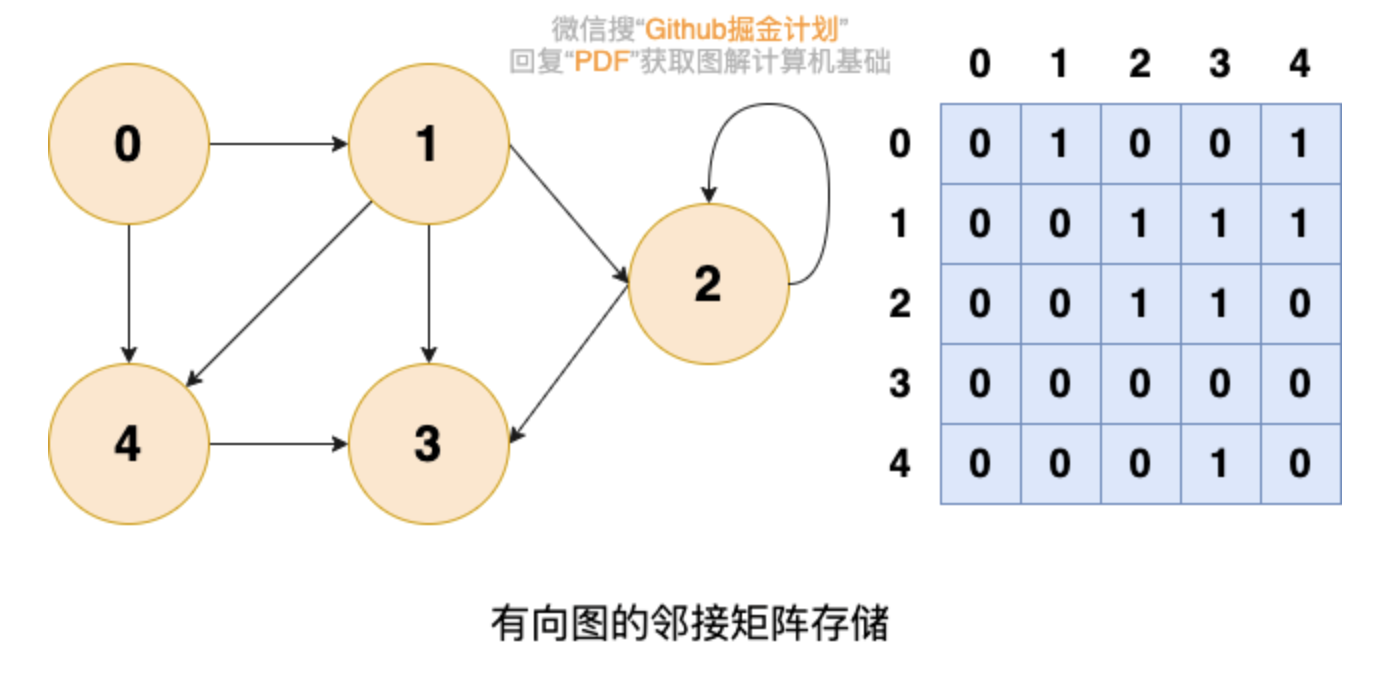 微信搜“Github掘金计划”
回复“PDF”获取图解计算机基础
0 1 2 3 4
0 0 1 0 0 1
1 0 0 1 1 1
2 0 0 1 1 0
3 0 0 0 0 0
4 0 0 0 1 0
0 1
2
4 3
有向图的邻接矩阵存储